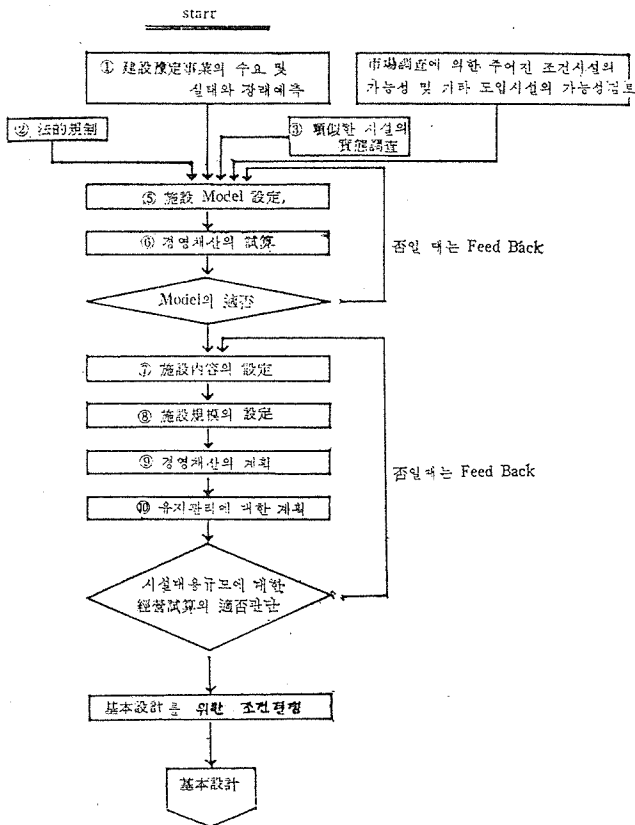 start
① 建設豫定事業의 수요 및
실태와 장래예측
市場調査에 의한 주어진 조건시설의
가능성 및 기타 도입시설의 가능성검토
② 法的規制
③ 類似한 시설의
實態調査
⑤ 施設 Model 設定.
⑥ 경영채산의 試算
否일 때는 Feed Back
Model의 適否
⑦ 施設內容의 設定
⑧ 施設規模의 設定
⑨ 경영채산의 계획
否일때는 Feed Back
⑩ 유지관리에 대한 계획
시설내용규모에 대한
經營試算의 適否판단
基本設計를 위한 조건결정
基本設計